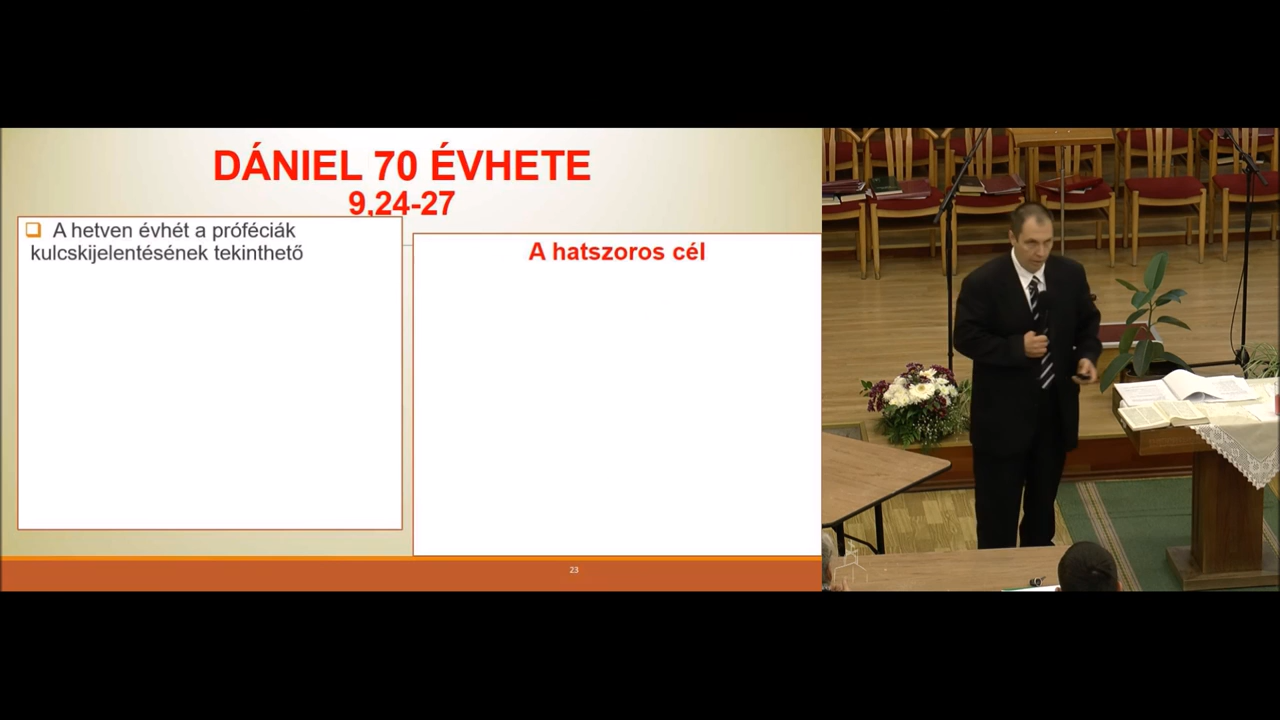 DÁNIEL 70 ÉVHETE
9,24-27
A hetven évhét a próféciák
kulcskijelentésének tekinthető
A hatszoros cél
23